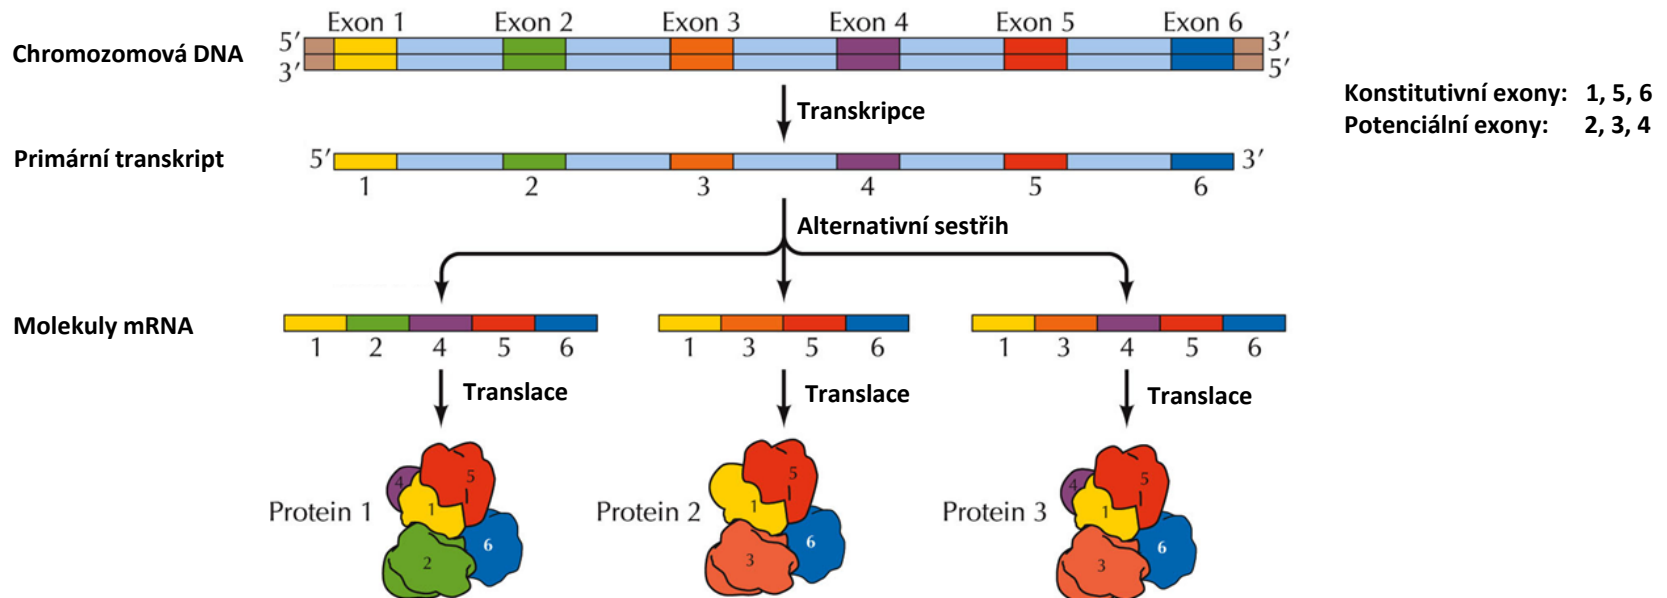 Exon 1 Exon 2 Exon 3 Exon 4 Exon 5 Exon 6
5′ 3′
Chromozomová DNA
3′ 5′
Konstitutivní exony: 1, 5, 6
Transkripce
Potenciální exony: 2, 3, 4
Primární transkript 5′ 3′
1 2 3 4 5 6
Alternativní sestřih
Molekuly mRNA
1 2 4 5 6 1 3 5 6 1 3 4 5 6
Translace Translace Translace
Protein 1 4 5 1 6 2
Protein 2 5 1 6 3
Protein 3 4 5 1 6 3